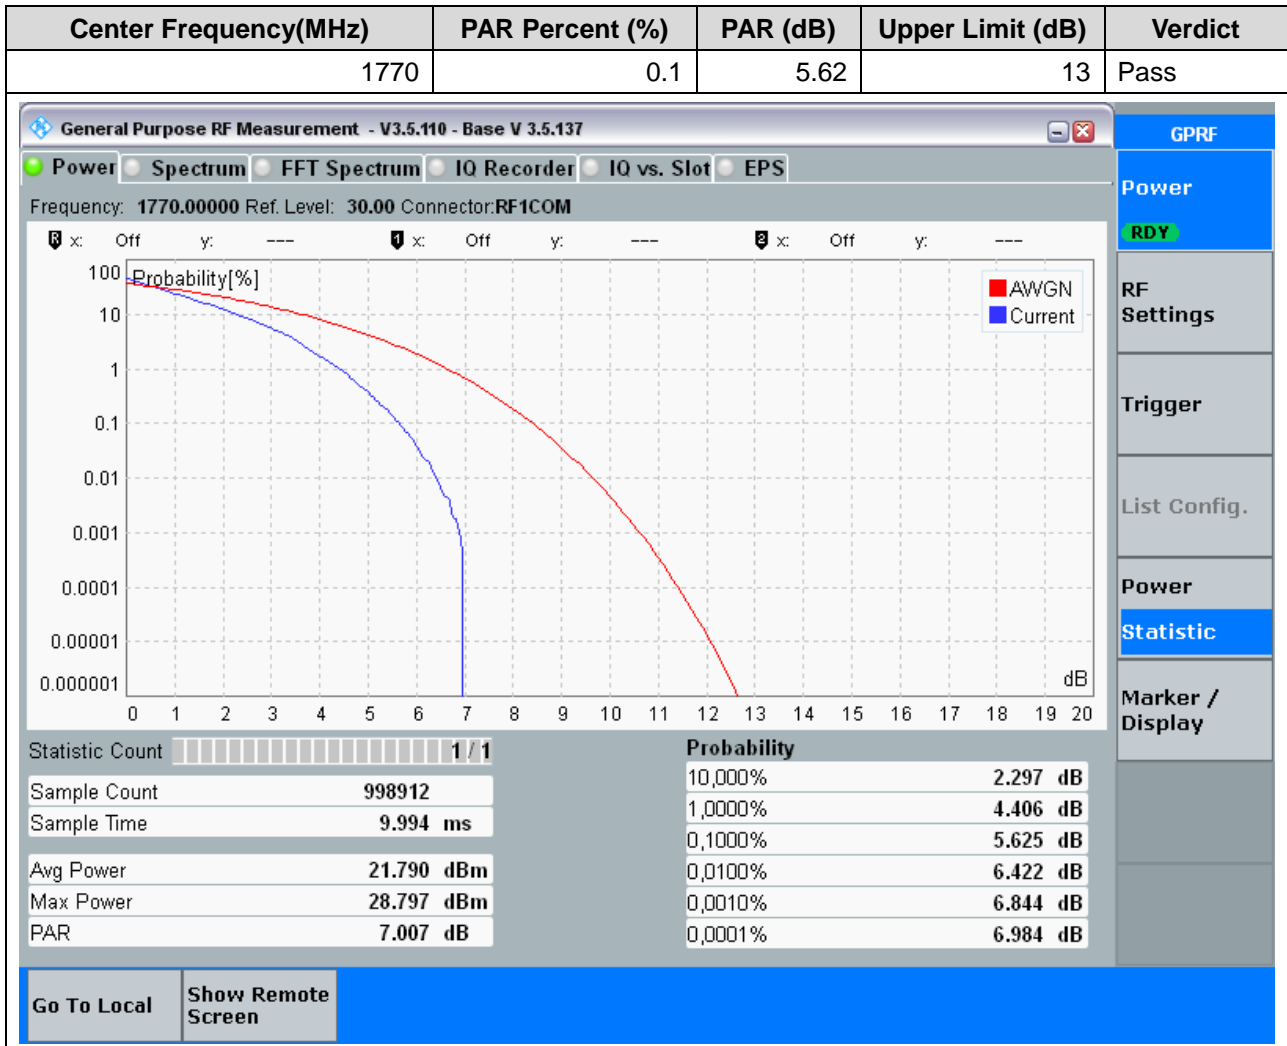 Center Frequency(MHz) PAR Percent (%) PAR (dB) Upper Limit (dB) Verdict
1770 0.1 5.62 13 Pass
General Purpose RF Measurement - V3.5.110 - Base V 3.5.137
GPRF
Power Spectrum FFT Spectrum IQ Recorder IQ vs. Slot EPS
Power
RDY
Frequency: 1770.00000 Ref. Level: 30.00 Connector:RF1COM
R x: Off y: --- 1 x: Off y: --- 2 x: Off y: ---
Probability[%]
AWGN
Current
100
10
1
0.1
0.01
0.001
0.0001
0.00001
0.000001
dB
0 1 2 3 4 5 6 7 8 9 10 11 12 13 14 15 16 17 18 19 20
RF
Settings
Trigger
List Config.
Power
Statistic
Marker /
Display
Statistic Count 1 / 1
Sample Count 998912
Sample Time 9.994 ms
Avg Power 21.790 dBm
Max Power 28.797 dBm
PAR 7.007 dB
Probability
10,000% 2.297 dB
1,0000% 4.406 dB
0,1000% 5.625 dB
0,0100% 6.422 dB
0,0010% 6.844 dB
0,0001% 6.984 dB
Go To Local
Show Remote
Screen